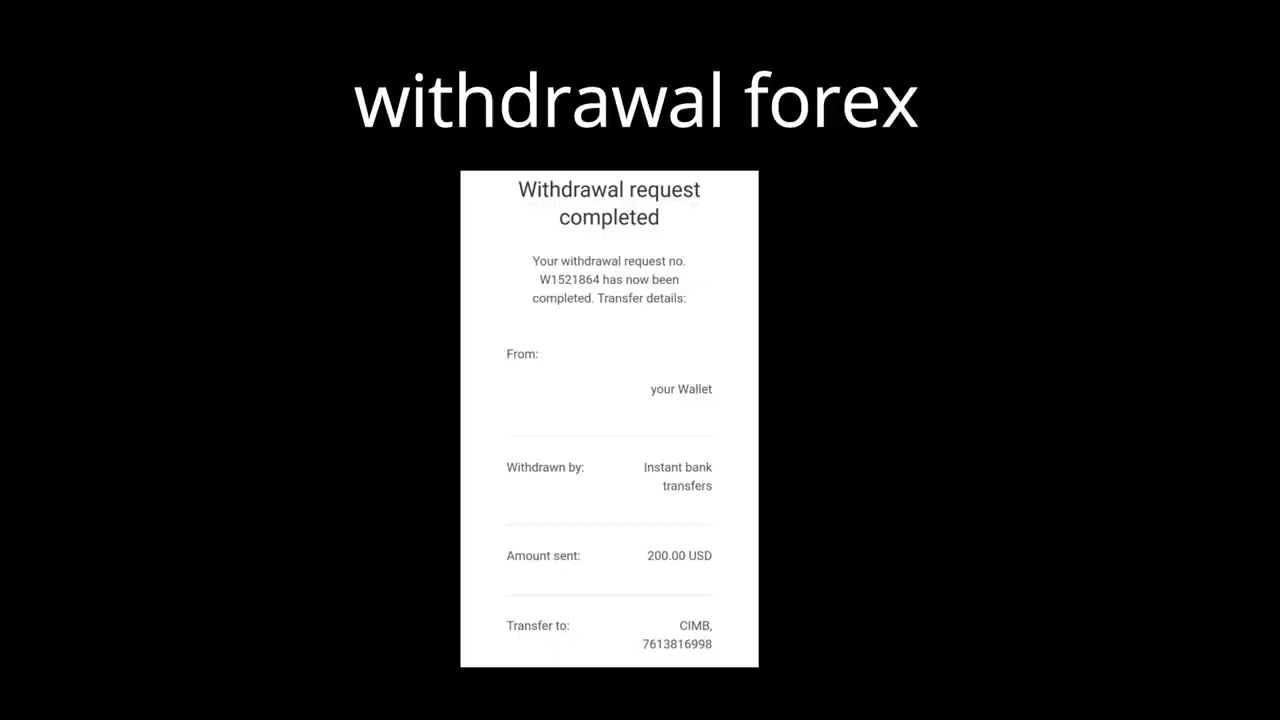 withdrawal forex
Withdrawal request
completed
Your withdrawal request no.
W1521864 has now been
completed. Transfer details:
From:
your Wallet
Withdrawn by: Instant bank
transfers
Amount sent: 200.00 USD
Transfer to: CIMB,
7613816998